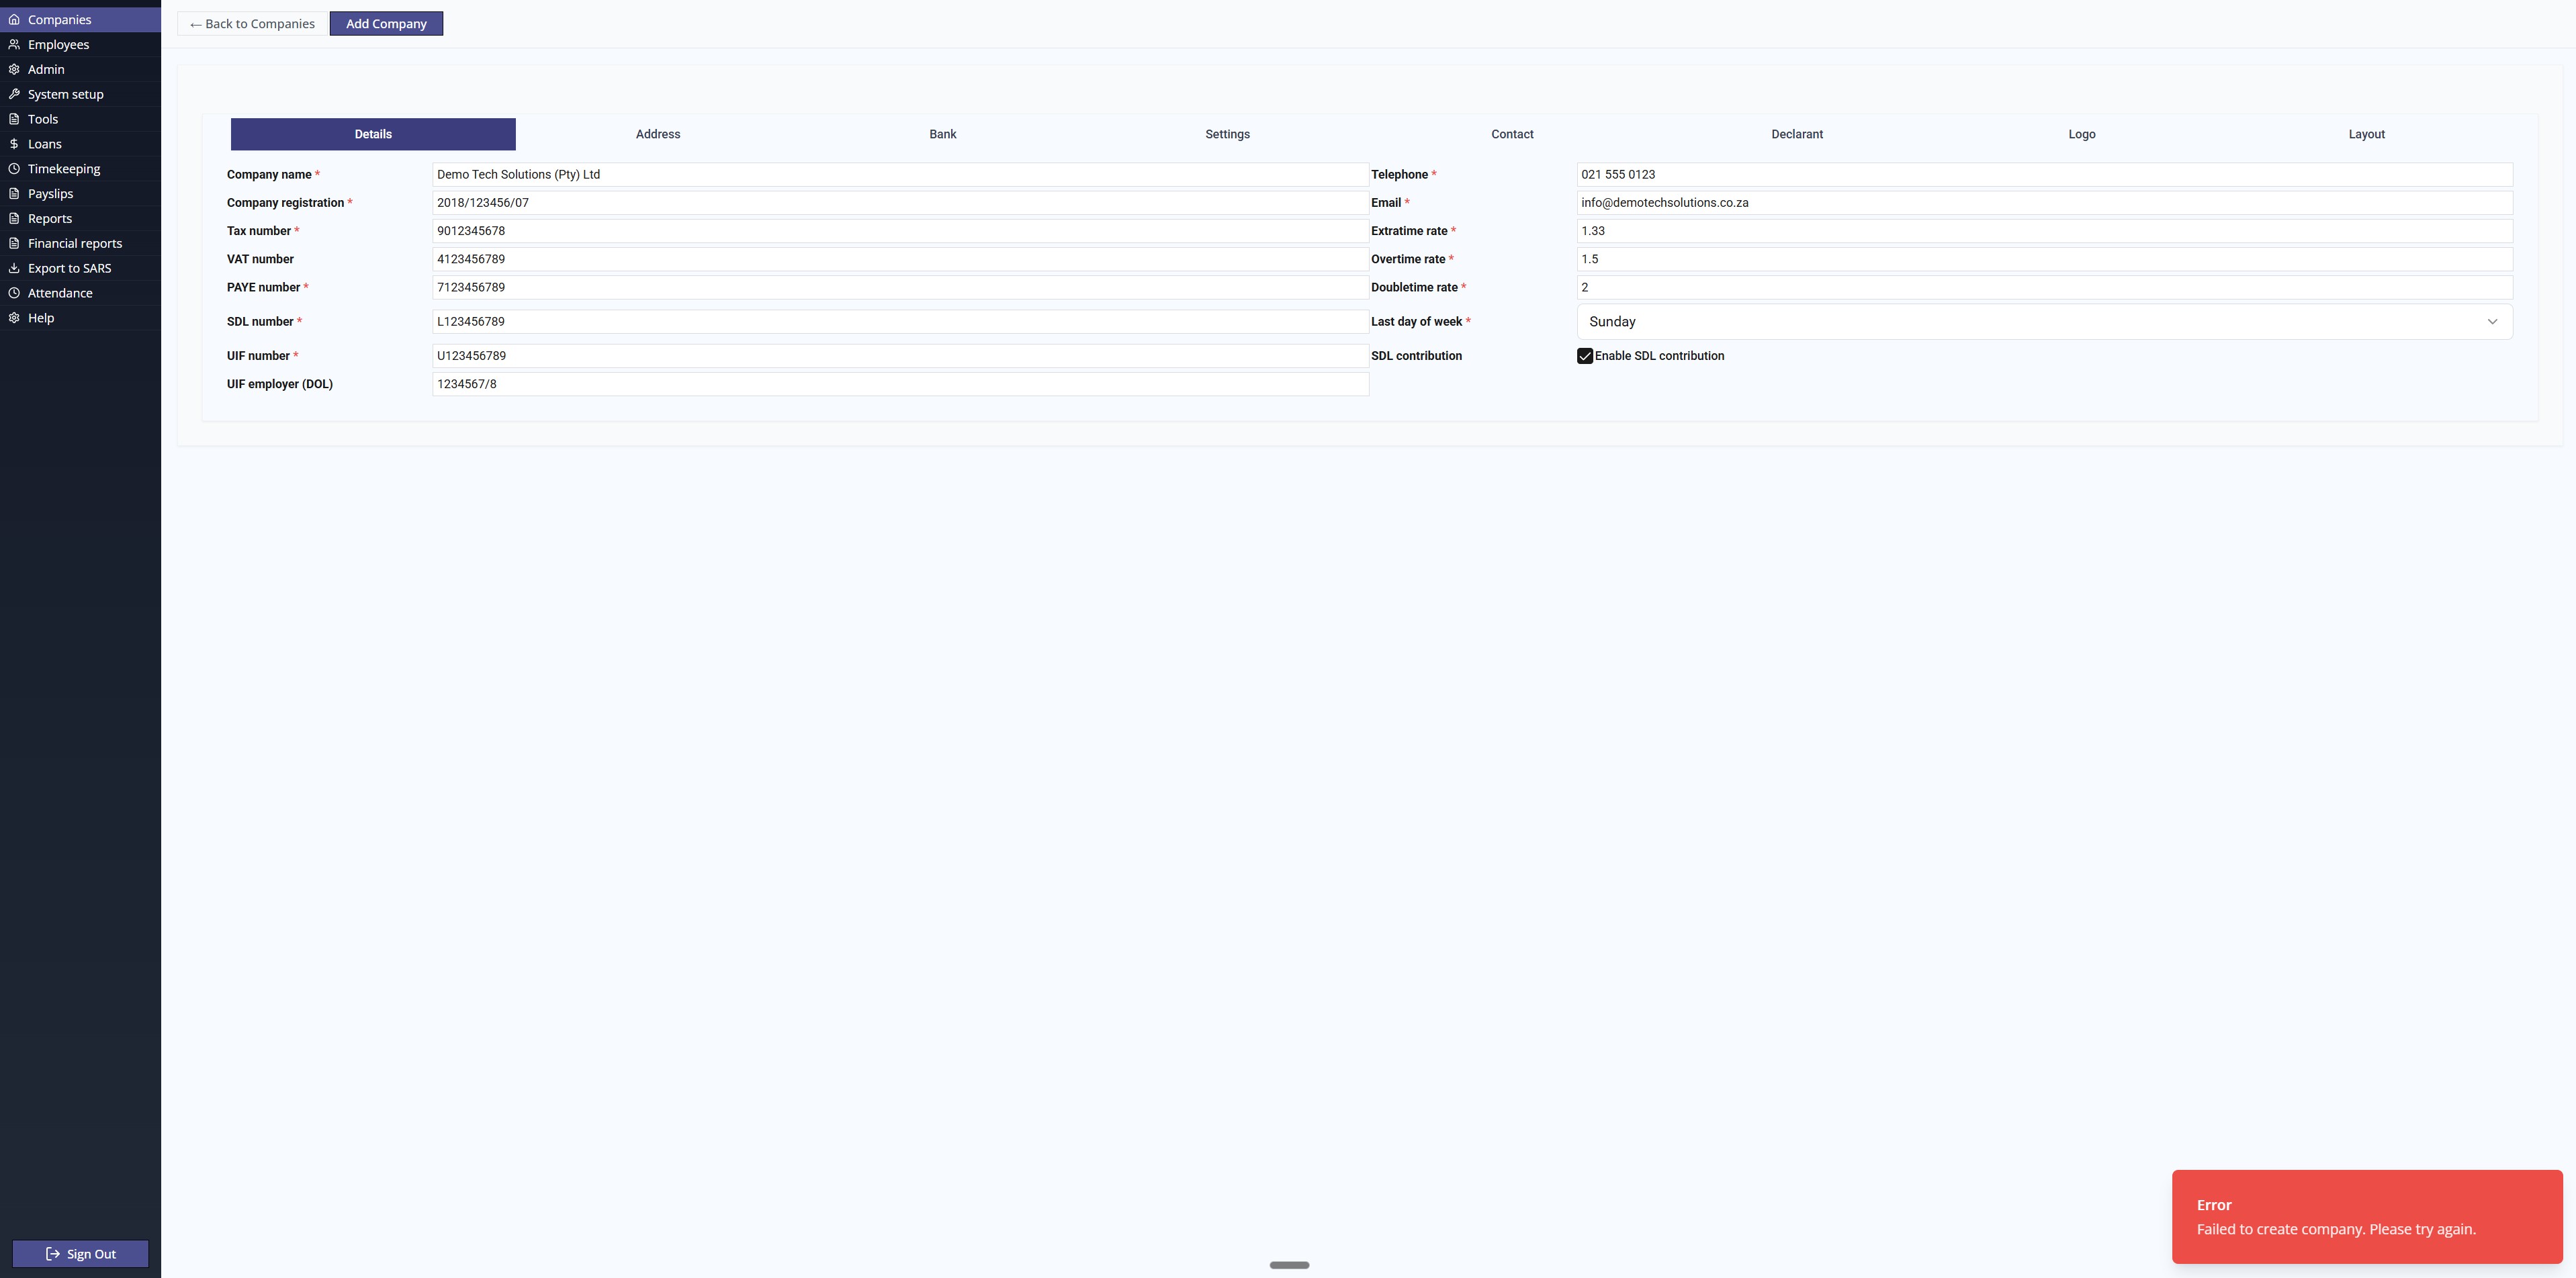 Companies
Employees
Admin
System setup
Tools
Loans
Timekeeping
Payslips
Reports
Financial reports
Export to SARS
Attendance
Help
Sign Out
← Back to Companies
Add Company
Details
Address
Bank
Settings
Contact
Declarant
Logo
Layout
Company name * Demo Tech Solutions (Pty) Ltd
Company registration * 2018/123456/07
Tax number * 9012345678
VAT number 4123456789
PAYE number * 7123456789
SDL number * L123456789
UIF number * U123456789
UIF employer (DOL) 1234567/8
Telephone * 021 555 0123
Email * info@demotechsolutions.co.za
Extratime rate * 1.33
Overtime rate * 1.5
Doubletime rate * 2
Last day of week * Sunday
SDL contribution Enable SDL contribution
Error
Failed to create company. Please try again.